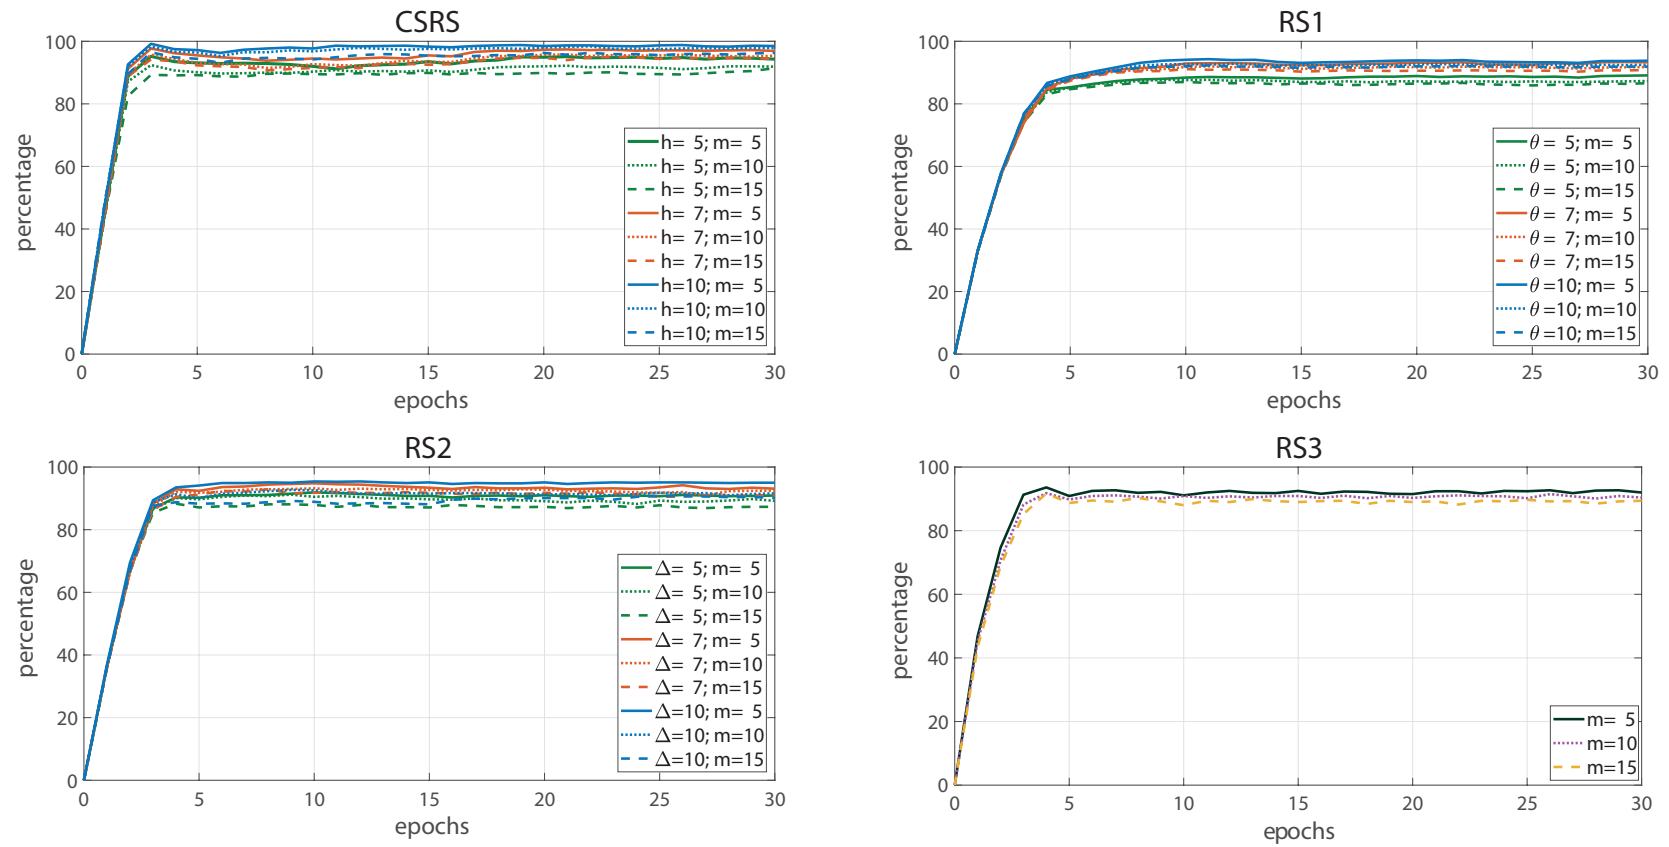 CSRS
100
80
60
40
20
0
percentage
0 5 10 15 20 25 30
epochs
h= 5; m= 5
h= 5; m=10
h= 5; m=15
h= 7; m= 5
h= 7; m=10
h= 7; m=15
h=10; m= 5
h=10; m=10
h=10; m=15
RS1
100
80
60
40
20
0
percentage
0 5 10 15 20 25 30
epochs
θ = 5; m= 5
θ = 5; m=10
θ = 5; m=15
θ = 7; m= 5
θ = 7; m=10
θ = 7; m=15
θ =10; m= 5
θ =10; m=10
θ =10; m=15
RS2
100
80
60
40
20
0
percentage
0 5 10 15 20 25 30
epochs
Δ= 5; m= 5
Δ= 5; m=10
Δ= 5; m=15
Δ= 7; m= 5
Δ= 7; m=10
Δ= 7; m=15
Δ=10; m= 5
Δ=10; m=10
Δ=10; m=15
RS3
100
80
60
40
20
0
percentage
0 5 10 15 20 25 30
epochs
m= 5
m=10
m=15